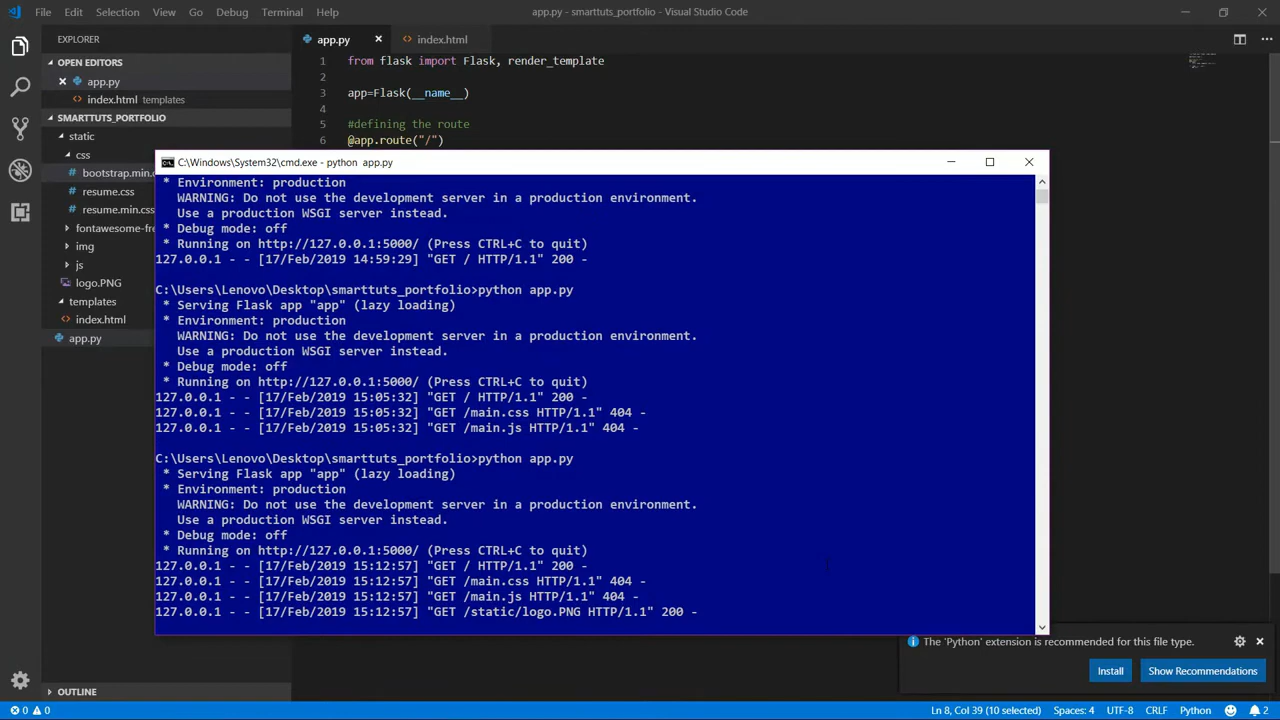 File Edit Selection View Go Debug Terminal Help
app.py - smarttuts_portfolio - Visual Studio Code
EXPLORER
OPEN EDITORS
app.py
index.html templates
SMARTTUTS_PORTFOLIO
static
css
bootstrap.min.c
resume.css
resume.min.css
fontawesome-fr
img
js
logo.PNG
templates
index.html
app.py
OUTLINE
app.py
index.html
1 from flask import Flask, render_template
2
3 app=Flask(__name__)
4
5 #defining the route
6 @app.route("/")
C:\Windows\System32\cmd.exe - python app.py
* Environment: production
WARNING: Do not use the development server in a production environment.
Use a production WSGI server instead.
* Debug mode: off
* Running on http://127.0.0.1:5000/ (Press CTRL+C to quit)
127.0.0.1 - - [17/Feb/2019 14:59:29] "GET / HTTP/1.1" 200 -
C:\Users\Lenovo\Desktop\smarttuts_portfolio>python app.py
* Serving Flask app "app" (lazy loading)
* Environment: production
WARNING: Do not use the development server in a production environment.
Use a production WSGI server instead.
* Debug mode: off
* Running on http://127.0.0.1:5000/ (Press CTRL+C to quit)
127.0.0.1 - - [17/Feb/2019 15:05:32] "GET / HTTP/1.1" 200 -
127.0.0.1 - - [17/Feb/2019 15:05:32] "GET /main.css HTTP/1.1" 404 -
127.0.0.1 - - [17/Feb/2019 15:05:32] "GET /main.js HTTP/1.1" 404 -
C:\Users\Lenovo\Desktop\smarttuts_portfolio>python app.py
* Serving Flask app "app" (lazy loading)
* Environment: production
WARNING: Do not use the development server in a production environment.
Use a production WSGI server instead.
* Debug mode: off
* Running on http://127.0.0.1:5000/ (Press CTRL+C to quit)
127.0.0.1 - - [17/Feb/2019 15:12:57] "GET / HTTP/1.1" 200 -
127.0.0.1 - - [17/Feb/2019 15:12:57] "GET /main.css HTTP/1.1" 404 -
127.0.0.1 - - [17/Feb/2019 15:12:57] "GET /main.js HTTP/1.1" 404 -
127.0.0.1 - - [17/Feb/2019 15:12:57] "GET /static/logo.PNG HTTP/1.1" 200 -
The 'Python' extension is recommended for this file type.
Install
Show Recommendations
0 0
Ln 8, Col 39 (10 selected) Spaces: 4 UTF-8 CRLF Python 2